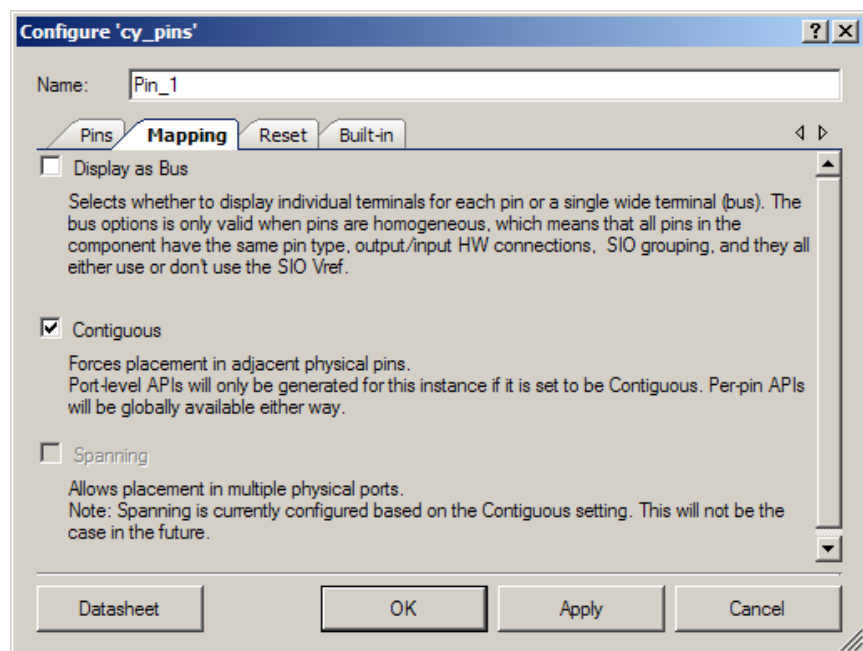 Configure 'cy_pins'
Name: Pin_1
Pins Mapping Reset Built-in
Display as Bus
Selects whether to display individual terminals for each pin or a single wide terminal (bus). The
bus options is only valid when pins are homogeneous, which means that all pins in the
component have the same pin type, output/input HW connections,  SIO grouping, and they all
either use or don't use the SIO Vref.
Contiguous
Forces placement in adjacent physical pins.
Port-level APIs will only be generated for this instance if it is set to be Contiguous. Per-pin APIs
will be globally available either way.
Spanning
Allows placement in multiple physical ports.
Note: Spanning is currently configured based on the Contiguous setting. This will not be the
case in the future.
Datasheet OK Apply Cancel